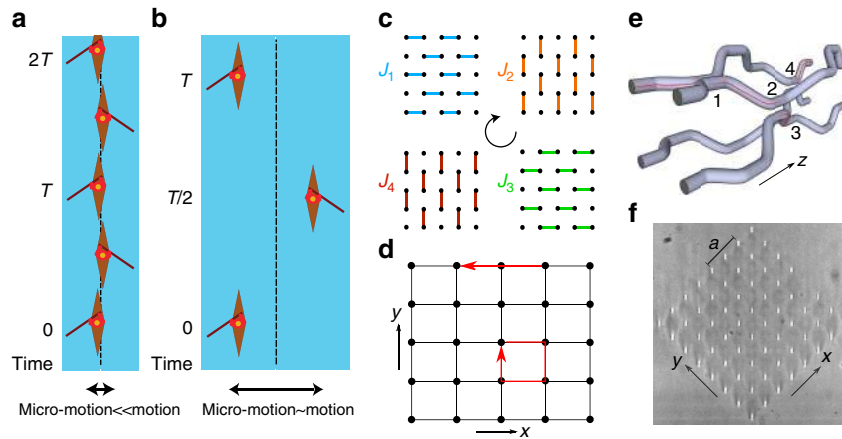 a
2T
T
0
Time
Micro-motion<<motion
b
T
T/2
0
Time
Micro-motion~motion
c
J1
J2
J4
J3
d
y
x
e
1
2
4
3
z
f
a
y
x